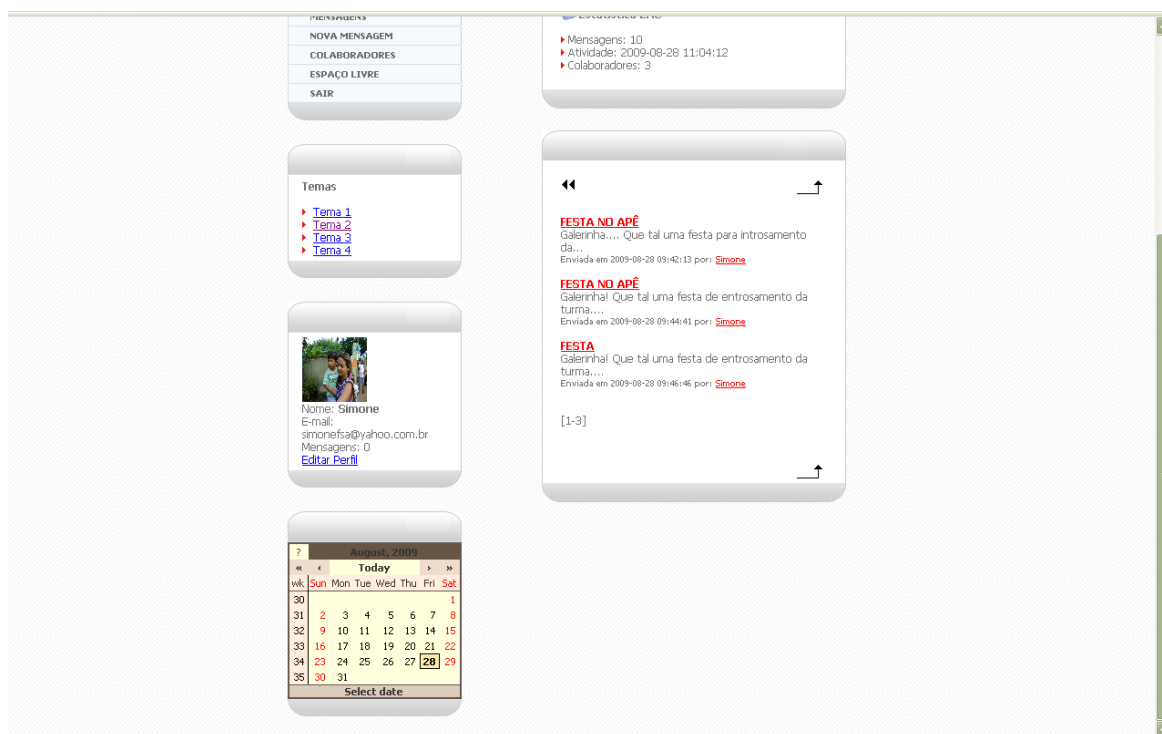 MENSAGENS
NOVA MENSAGEM
COLABORADORES
ESPAÇO LIVRE
SAIR
Temas
Tema 1
Tema 2
Tema 3
Tema 4
Nome: Simone
E-mail:
simonefsa@yahoo.com.br
Mensagens: 0
Editar Perfil
? August, 2009
« ‹ Today › »
wk Sun Mon Tue Wed Thu Fri Sat
30 1
31 2 3 4 5 6 7 8
32 9 10 11 12 13 14 15
33 16 17 18 19 20 21 22
34 23 24 25 26 27 28 29
35 30 31
Select date
Mensagens: 10
Atividade: 2009-08-28 11:04:12
Colaboradores: 3
FESTA NO APÊ
Galerinha.... Que tal uma festa para introsamento
da...
Enviada em 2009-08-28 09:42:13 por: Simone
FESTA NO APÊ
Galerinha! Que tal uma festa de entrosamento da
turma....
Enviada em 2009-08-28 09:44:41 por: Simone
FESTA
Galerinha! Que tal uma festa de entrosamento da
turma....
Enviada em 2009-08-28 09:46:46 por: Simone
[1-3]